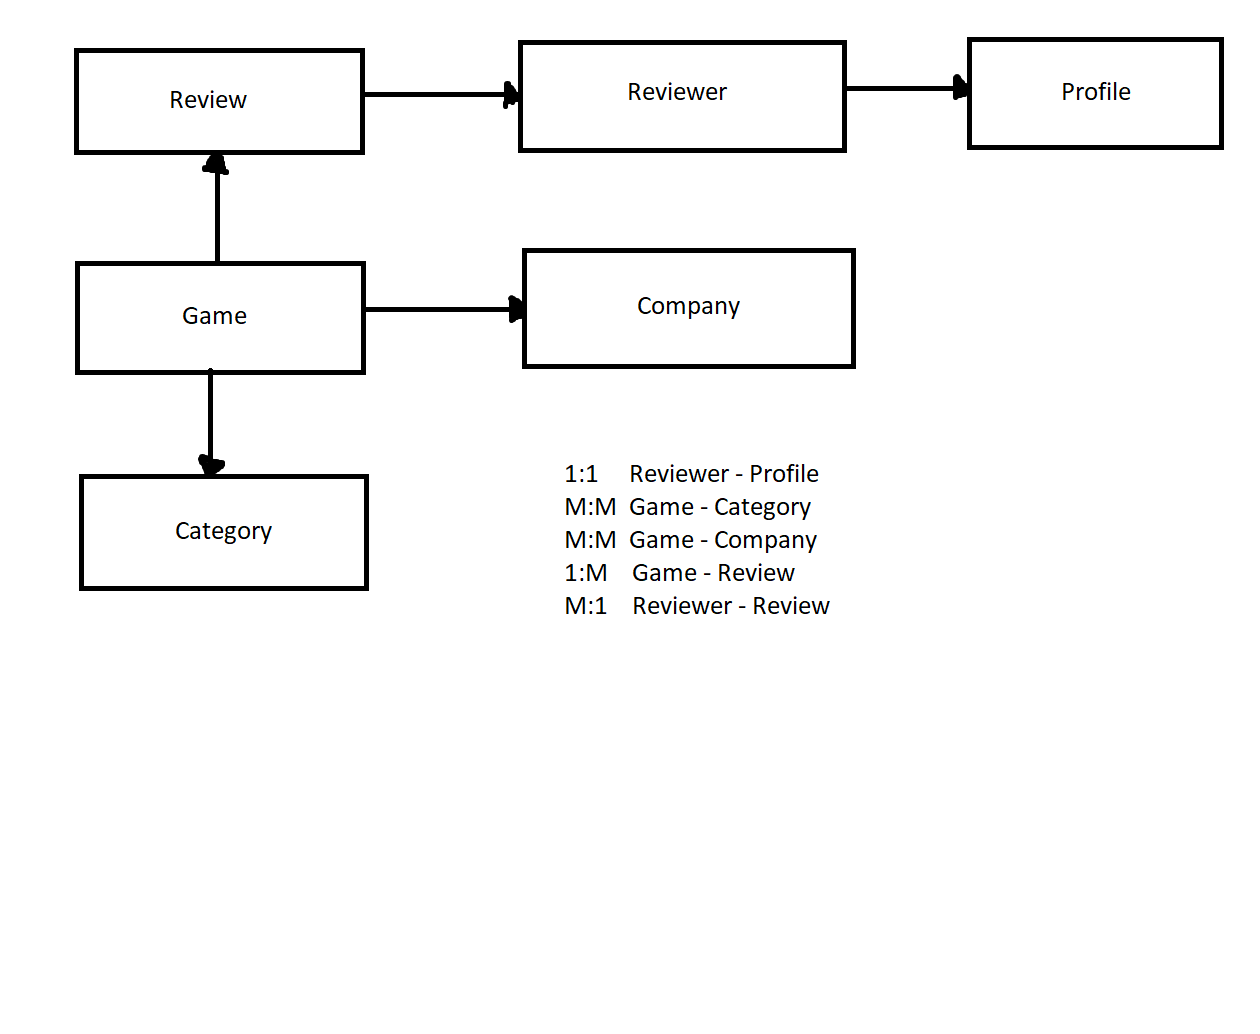 Review
Reviewer
Profile
Game
Company
Category
1:1 Reviewer - Profile
M:M Game - Category
M:M Game - Company
1:M Game - Review
M:1 Reviewer - Review